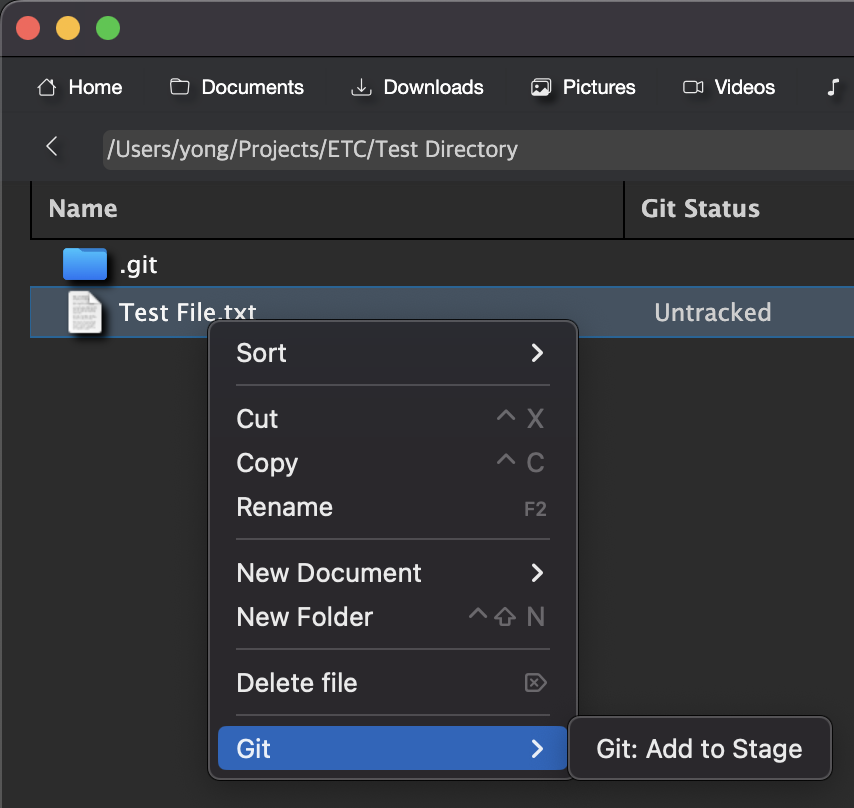 Home Documents Downloads Pictures Videos
/Users/yong/Projects/ETC/Test Directory
Name Git Status
.git
Test File.txt Untracked
Sort
Cut ^ X
Copy ^ C
Rename F2
New Document
New Folder ^⇧ N
Delete file ⌦
Git Git: Add to Stage